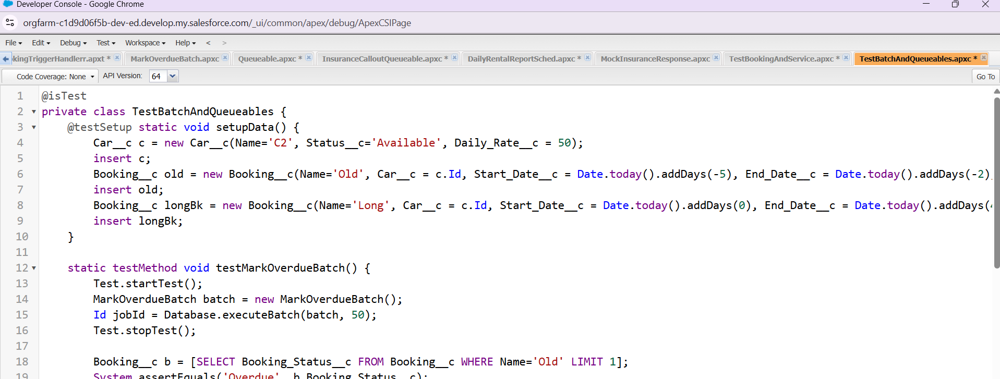 Developer Console - Google Chrome
orgfarm-c1d9d06f5b-dev-ed.develop.my.salesforce.com/_ui/common/apex/debug/ApexCSIPage
File Edit Debug Test Workspace Help < >
kingTriggerHandlerr.apxt * MarkOverdueBatch.apxc Queueable.apxc * InsuranceCalloutQueueable.apxc * DailyRentalReportSched.apxc * MockInsuranceResponse.apxc TestBookingAndService.apxc * TestBatchAndQueueables.apxc *
Code Coverage: None API Version: 64 Go To
1 @isTest
2 private class TestBatchAndQueueables {
3 @testSetup static void setupData() {
4 Car__c c = new Car__c(Name='C2', Status__c='Available', Daily_Rate__c = 50);
5 insert c;
6 Booking__c old = new Booking__c(Name='Old', Car__c = c.Id, Start_Date__c = Date.today().addDays(-5), End_Date__c = Date.today().addDays(-2)
7 insert old;
8 Booking__c longBk = new Booking__c(Name='Long', Car__c = c.Id, Start_Date__c = Date.today().addDays(0), End_Date__c = Date.today().addDays(
9 insert longBk;
10 }
11
12 static testMethod void testMarkOverdueBatch() {
13 Test.startTest();
14 MarkOverdueBatch batch = new MarkOverdueBatch();
15 Id jobId = Database.executeBatch(batch, 50);
16 Test.stopTest();
17
18 Booking__c b = [SELECT Booking_Status__c FROM Booking__c WHERE Name='Old' LIMIT 1];
19 System.assertEquals('Overdue', b.Booking_Status__c);